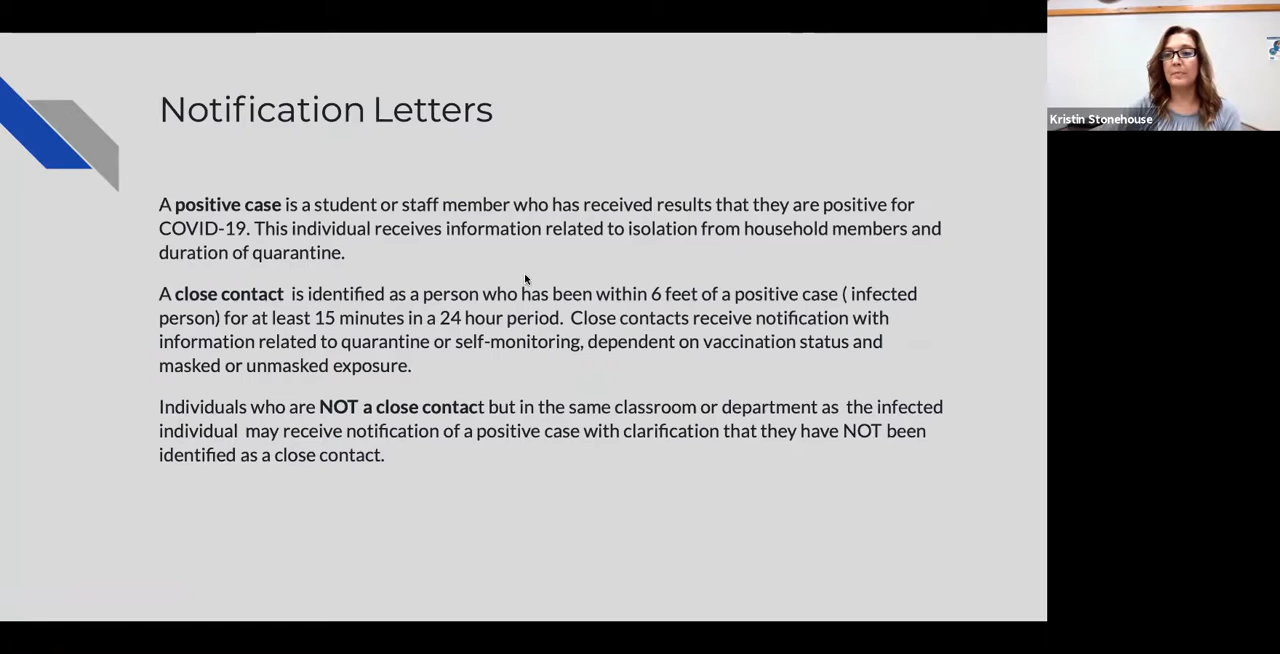 Notification Letters
Kristin Stonehouse
A positive case is a student or staff member who has received results that they are positive for
COVID-19. This individual receives information related to isolation from household members and
duration of quarantine.
A close contact is identified as a person who has been within 6 feet of a positive case ( infected
person) for at least 15 minutes in a 24 hour period. Close contacts receive notification with
information related to quarantine or self-monitoring, dependent on vaccination status and
masked or unmasked exposure.
Individuals who are NOT a close contact but in the same classroom or department as the infected
individual may receive notification of a positive case with clarification that they have NOT been
identified as a close contact.